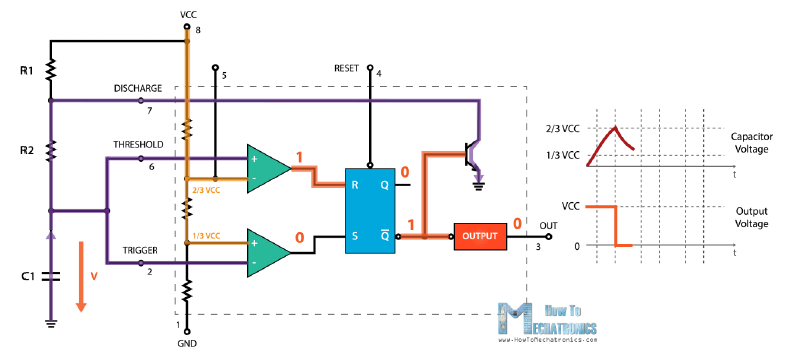 VCC
8
R1
5
RESET
4
DISCHARGE
7
R2
THRESHOLD
6
+
-
1
2/3 VCC
R
Q
0
1/3 VCC
+
-
0
S
Q̅
1
OUTPUT
0
OUT
3
TRIGGER
2
C1
V
1
GND
2/3 VCC
1/3 VCC
t
Capacitor
Voltage
VCC
0
t
Output
Voltage
How To
MECHATRONICS
www.HowToMechatronics.com